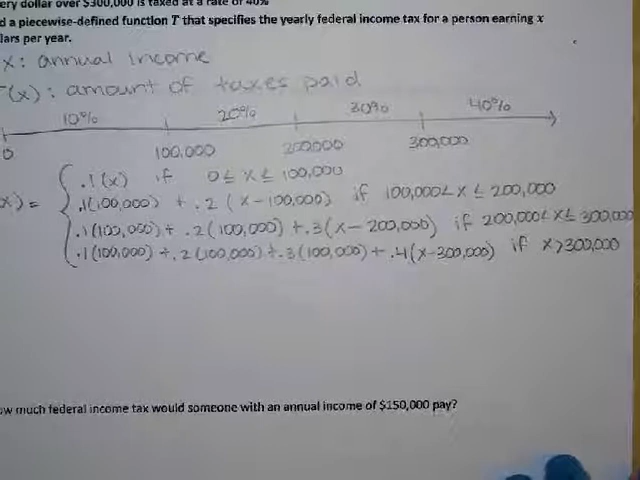 ery dollar over $300,000 is taxed at a rate of 40%
d a piecewise-defined function T that specifies the yearly federal income tax for a person earning x
lars per year.
x: annual income
(x): amount of taxes paid
10% 20% 30% 40%
0 100,000 200000 300,000
x) =
.1(x) if 0 ≤ x ≤ 100,000
.1(100,000) + .2 (x-100,000) if 100,000< x ≤ 200,000
.1(100,000) + .2(100,000) +.3(x-200,000) if 200,000< x ≤ 300,000
.1(100,000) +.2(100,000) +.3(100,000) + .4(x-300,000) if x>300,000
ow much federal income tax would someone with an annual income of $150,000 pay?